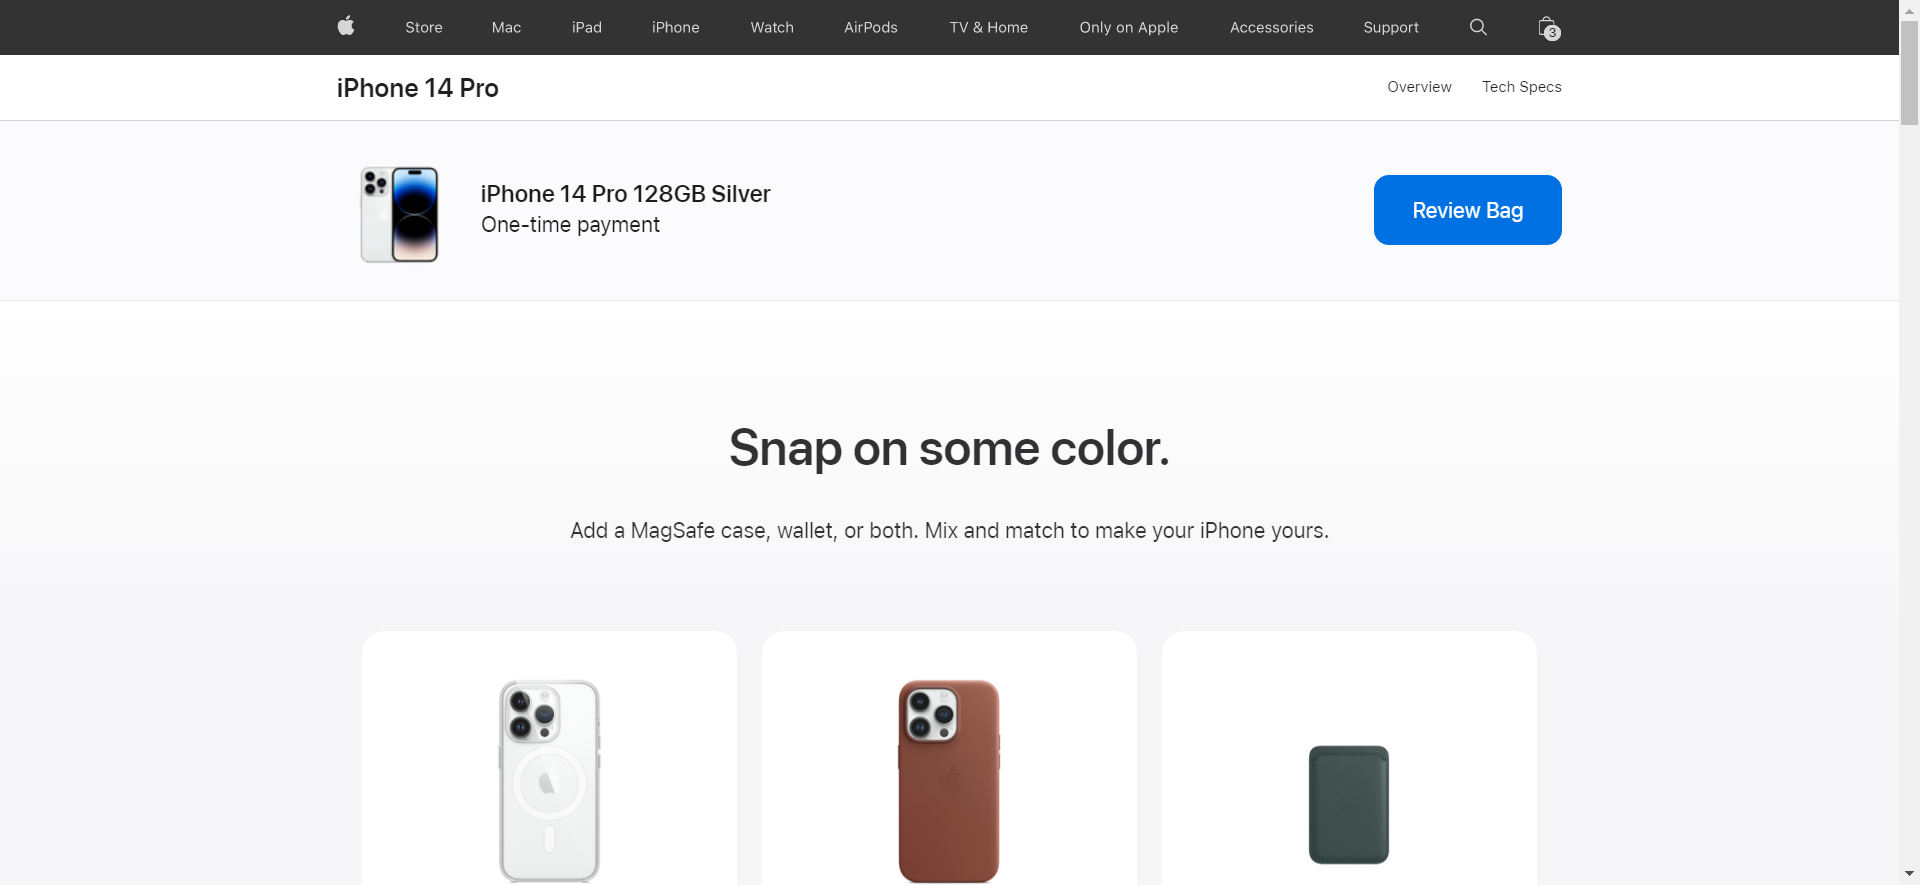 Store Mac iPad iPhone Watch AirPods TV & Home Only on Apple Accessories Support 3
iPhone 14 Pro Overview Tech Specs
iPhone 14 Pro 128GB Silver
One-time payment
Review Bag
Snap on some color.
Add a MagSafe case, wallet, or both. Mix and match to make your iPhone yours.